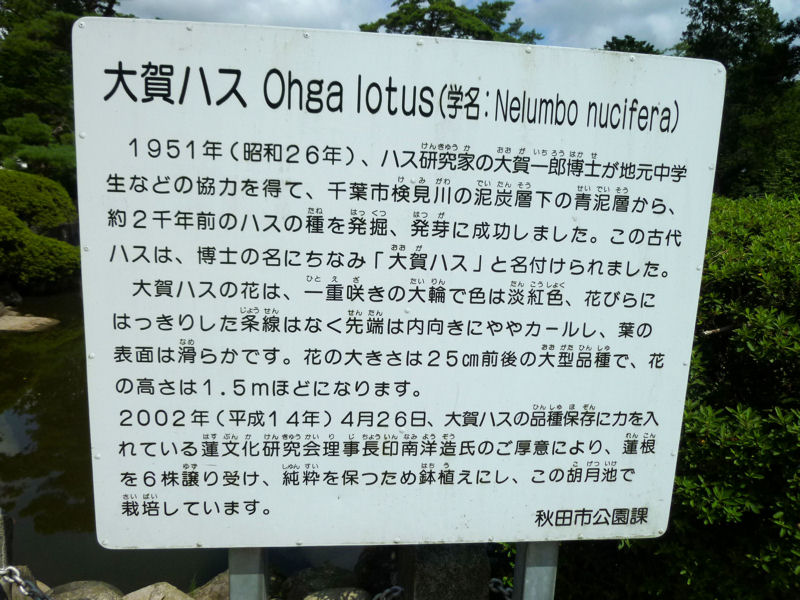 大賀ハス Ohga lotus(学名:Nelumbo nucifera)
1951年(昭和26年)、ハス研究家の大賀一郎博士が地元中学
生などの協力を得て、千葉市検見川の泥炭層下の青泥層から、
約2千年前のハスの種を発掘、発芽に成功しました。この古代
ハスは、博士の名にちなみ「大賀ハス」と名付けられました。
大賀ハスの花は、一重咲きの大輪で色は淡紅色、花びらに
はっきりした条線はなく先端は内向きにややカールし、葉の
表面は滑らかです。花の大きさは25㎝前後の大型品種で、花
の高さは1.5mほどになります。
2002年(平成14年)4月26日、大賀ハスの品種保存に力を入
れている蓮文化研究会理事長印南洋造氏のご厚意により、蓮根
を6株譲り受け、純粋を保つため鉢植えにし、この胡月池で
栽培しています。
秋田市公園課